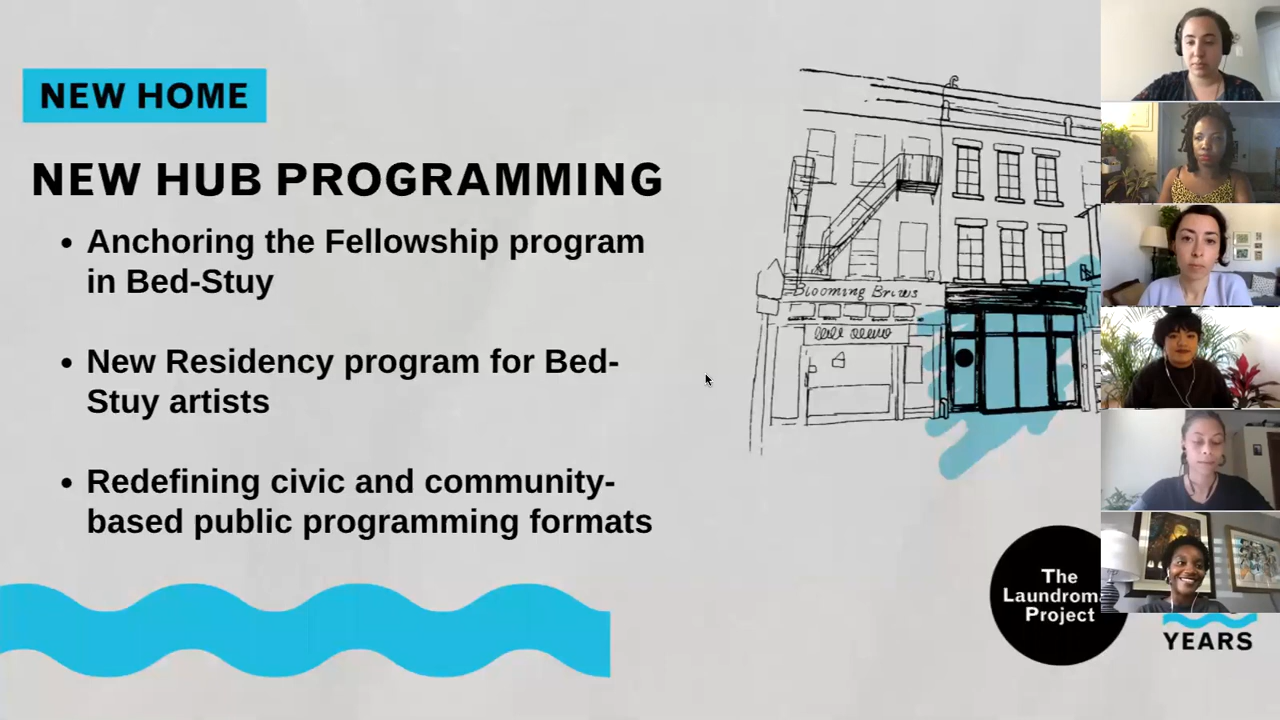 NEW HOME
NEW HUB PROGRAMMING
• Anchoring the Fellowship program
in Bed-Stuy
• New Residency program for Bed-
Stuy artists
• Redefining civic and community-
based public programming formats
Blooming Brews
The
Laundrom
Project
YEARS